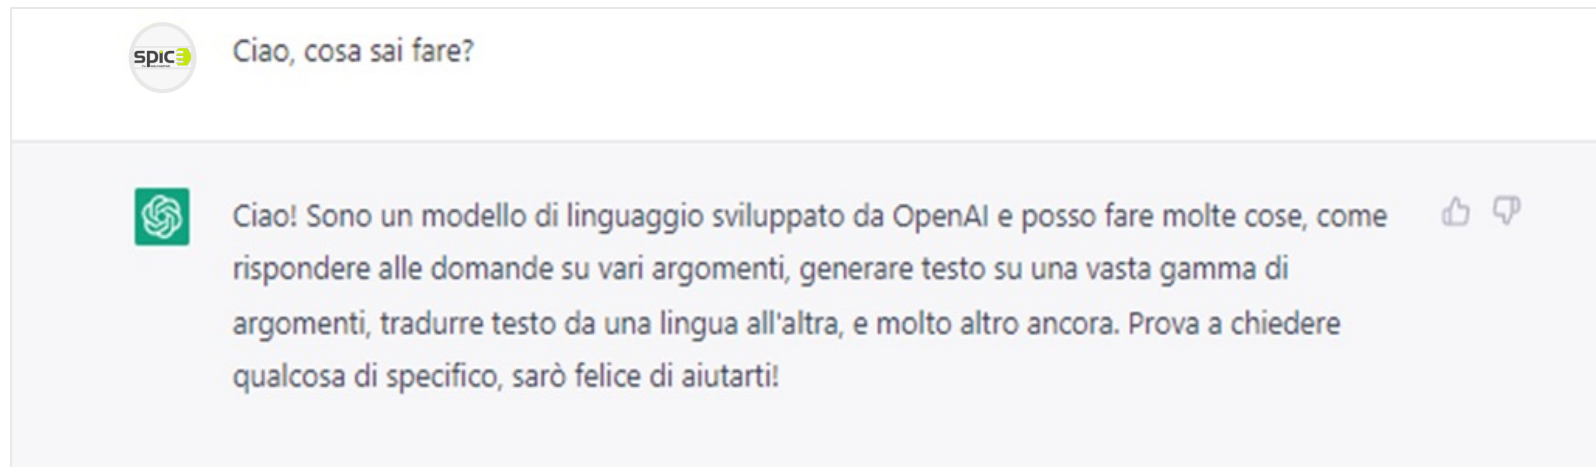 spic3
Ciao, cosa sai fare?
Ciao! Sono un modello di linguaggio sviluppato da OpenAI e posso fare molte cose, come
rispondere alle domande su vari argomenti, generare testo su una vasta gamma di
argomenti, tradurre testo da una lingua all'altra, e molto altro ancora. Prova a chiedere
qualcosa di specifico, sarò felice di aiutarti!